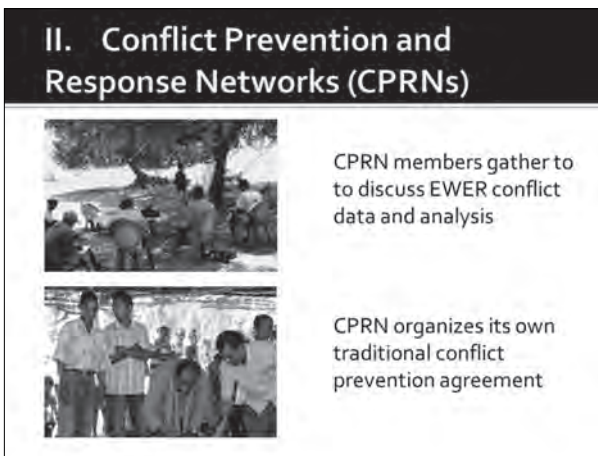 II. Conflict Prevention and
Response Networks (CPRNs)
CPRN members gather to
to discuss EWER conflict
data and analysis
CPRN organizes its own
traditional conflict
prevention agreement